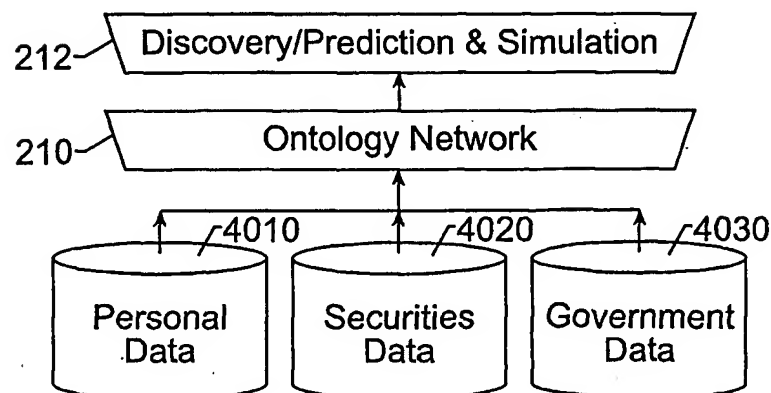 212 Discovery/Prediction & Simulation
210 Ontology Network
4010 4020 4030
Personal Data
Securities Data
Government Data